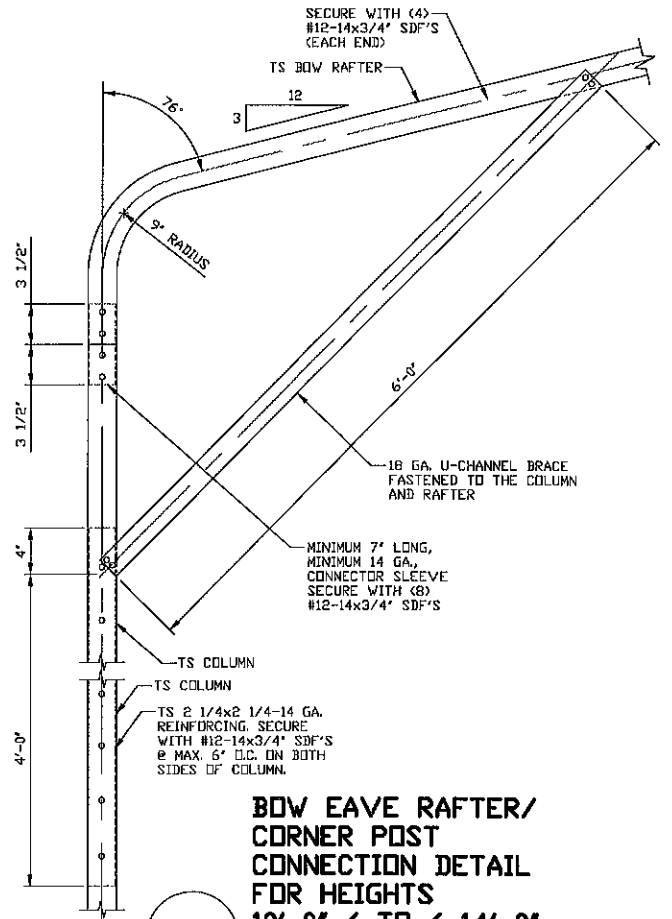 SECURE WITH (4)
#12-14x3/4" SDF'S
(EACH END)
TS BOW RAFTER
76°
12
3
9" RADIUS
3 1/2"
3 1/2"
6'-0"
18 GA. U-CHANNEL BRACE
FASTENED TO THE COLUMN
AND RAFTER
4"
MINIMUM 7" LONG,
MINIMUM 14 GA.,
CONNECTOR SLEEVE
SECURE WITH (8)
#12-14x3/4" SDF'S
TS COLUMN
TS COLUMN
TS 2 1/4x2 1/4-14 GA.
REINFORCING. SECURE
WITH #12-14x3/4" SDF'S
@ MAX. 6" O.C. ON BOTH
SIDES OF COLUMN.
4'-0"
BOW EAVE RAFTER/
CORNER POST
CONNECTION DETAIL
FOR HEIGHTS